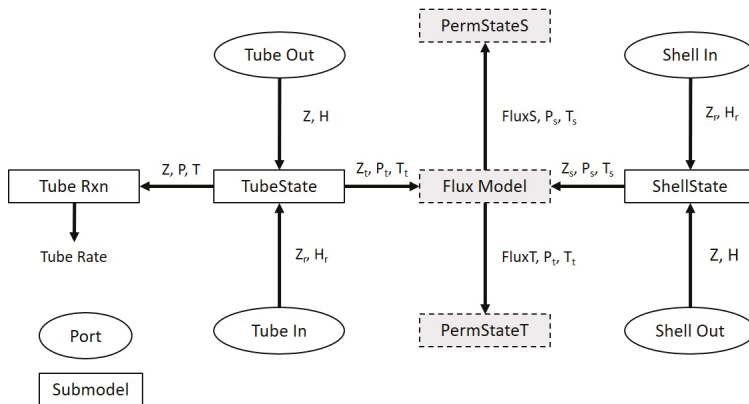 PermStateS
Tube Out
Shell In
Z, H
FluxS, Pₛ, Tₛ
Zᵣ, Hᵣ
Z, P, T
Zₜ, Pₜ, Tₜ
Zₛ, Pₛ, Tₛ
Tube Rxn
TubeState
Flux Model
ShellState
Tube Rate
Zᵣ, Hᵣ
FluxT, Pₜ, Tₜ
Z, H
Port
Tube In
PermStateT
Shell Out
Submodel